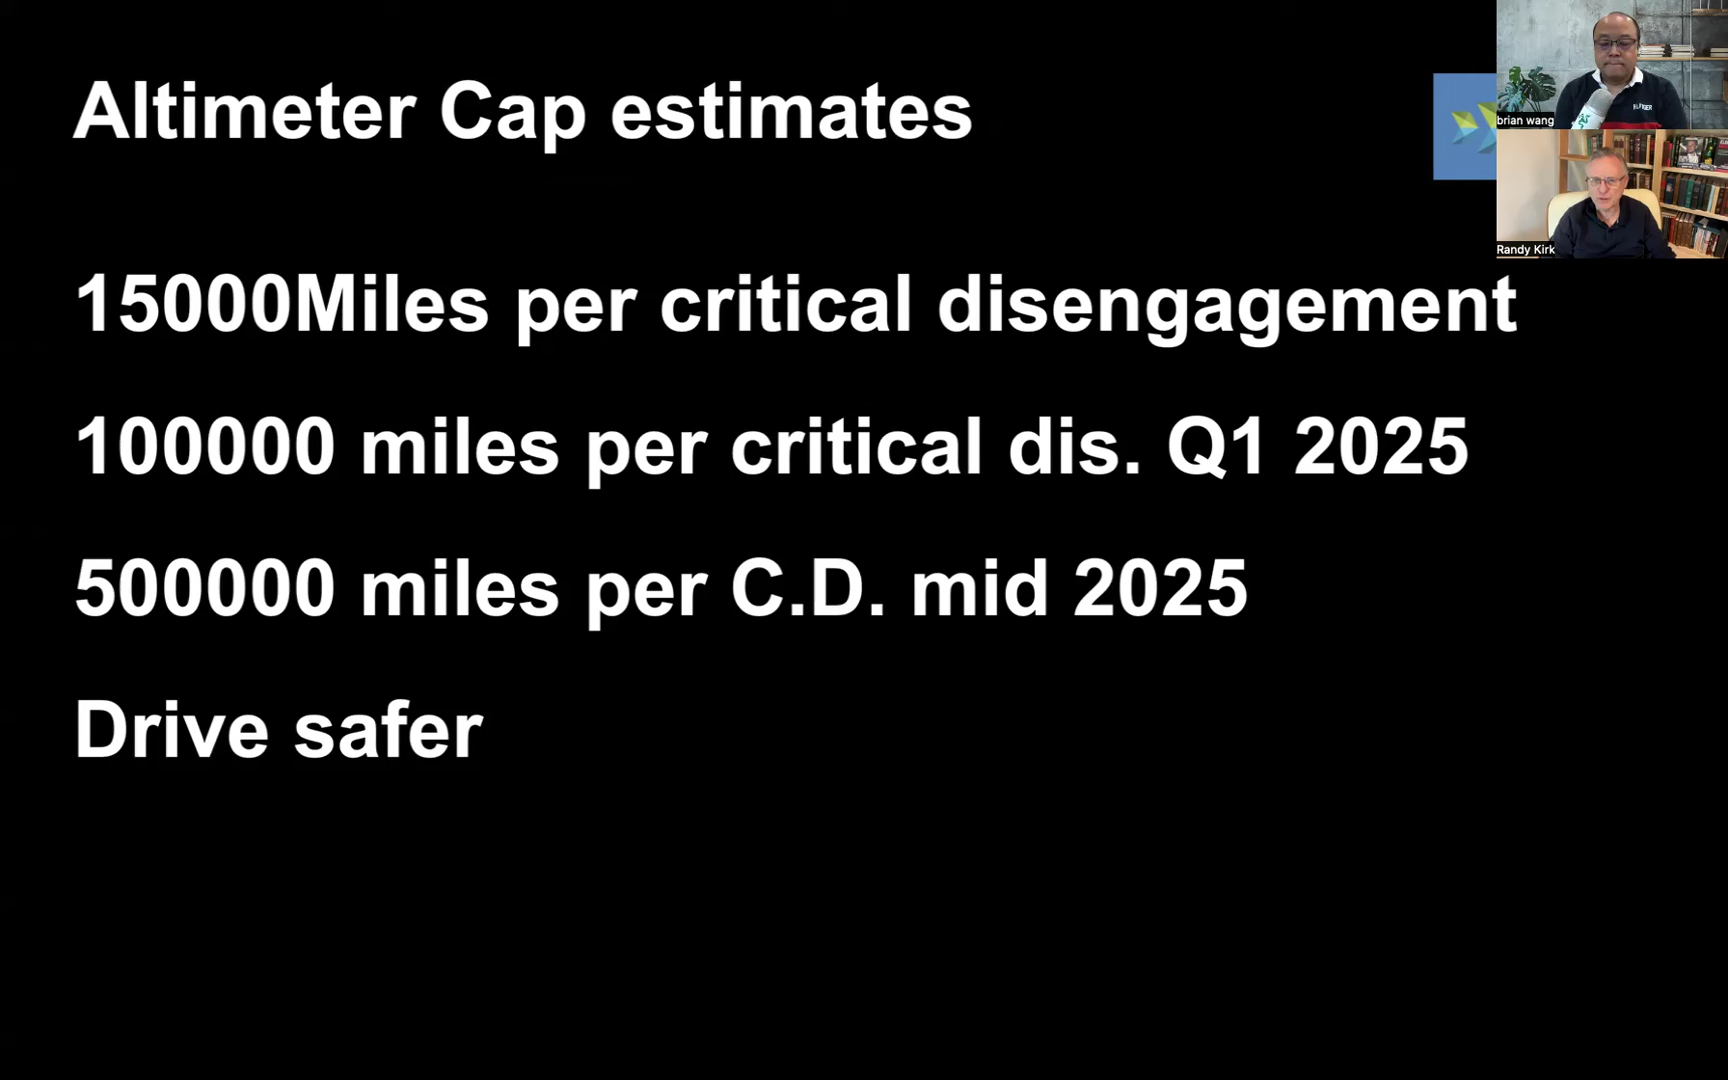 Altimeter Cap estimates
15000Miles per critical disengagement
100000 miles per critical dis. Q1 2025
500000 miles per C.D. mid 2025
Drive safer
brian wang
Randy Kirk